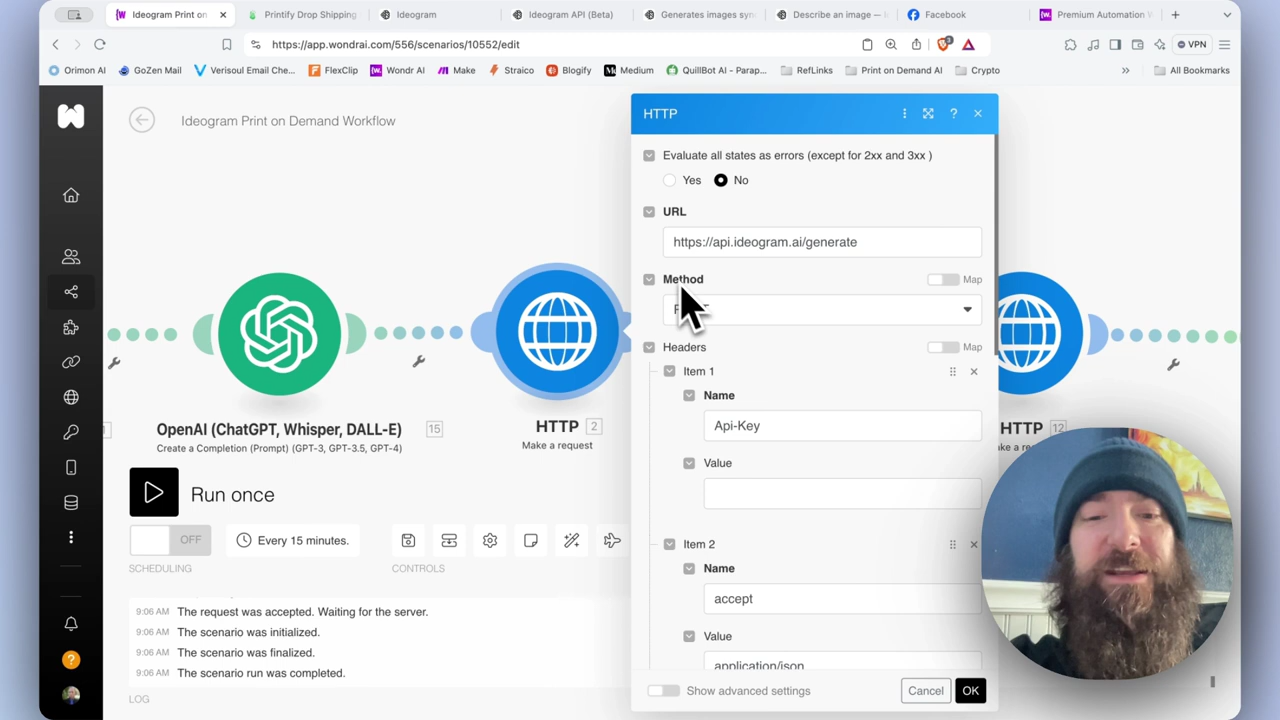 Ideogram Print on
Printify Drop Shipping
Ideogram
Ideogram API (Beta)
Generates images syn
Describe an image —
Facebook
Premium Automation W
https://app.wondrai.com/556/scenarios/10552/edit
VPN
Orimon AI
GoZen Mail
Verisoul Email Che...
FlexClip
Wondr AI
Make
Straico
Blogify
Medium
QuillBot AI - Parap...
RefLinks
Print on Demand AI
Crypto
All Bookmarks
Ideogram Print on Demand Workflow
HTTP
Evaluate all states as errors (except for 2xx and 3xx )
Yes
No
URL
https://api.ideogram.ai/generate
Method
Map
Headers
Map
Item 1
Name
Api-Key
Value
Item 2
Name
accept
Value
application/json
Show advanced settings
Cancel
OK
OpenAI (ChatGPT, Whisper, DALL-E)
15
Create a Completion (Prompt) (GPT-3, GPT-3.5, GPT-4)
HTTP
2
Make a request
HTTP
12
Run once
OFF
Every 15 minutes.
SCHEDULING
CONTROLS
9:06 AM The request was accepted. Waiting for the server.
9:06 AM The scenario was initialized.
9:06 AM The scenario was finalized.
9:06 AM The scenario run was completed.
LOG